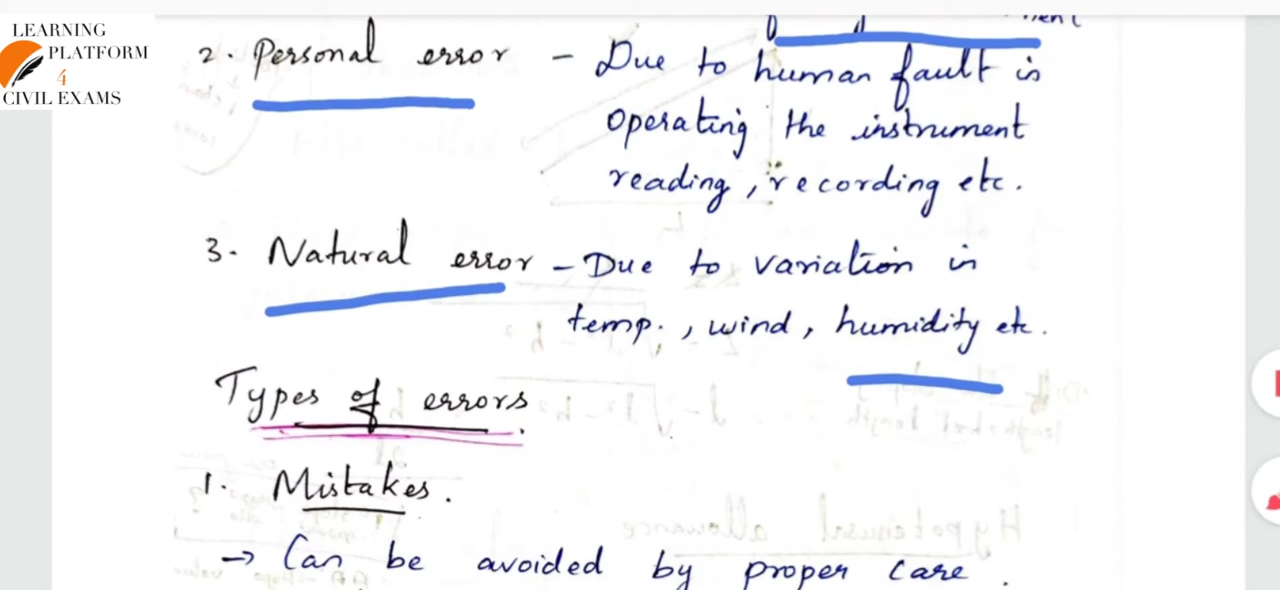 LEARNING
PLATFORM
4
CIVIL EXAMS
2. Personal error - Due to human fault is
operating the instrument
reading, recording etc.
3. Natural error - Due to variation in
temp., wind, humidity etc.
Types of errors
1. Mistakes.
→ Can be avoided by proper care.